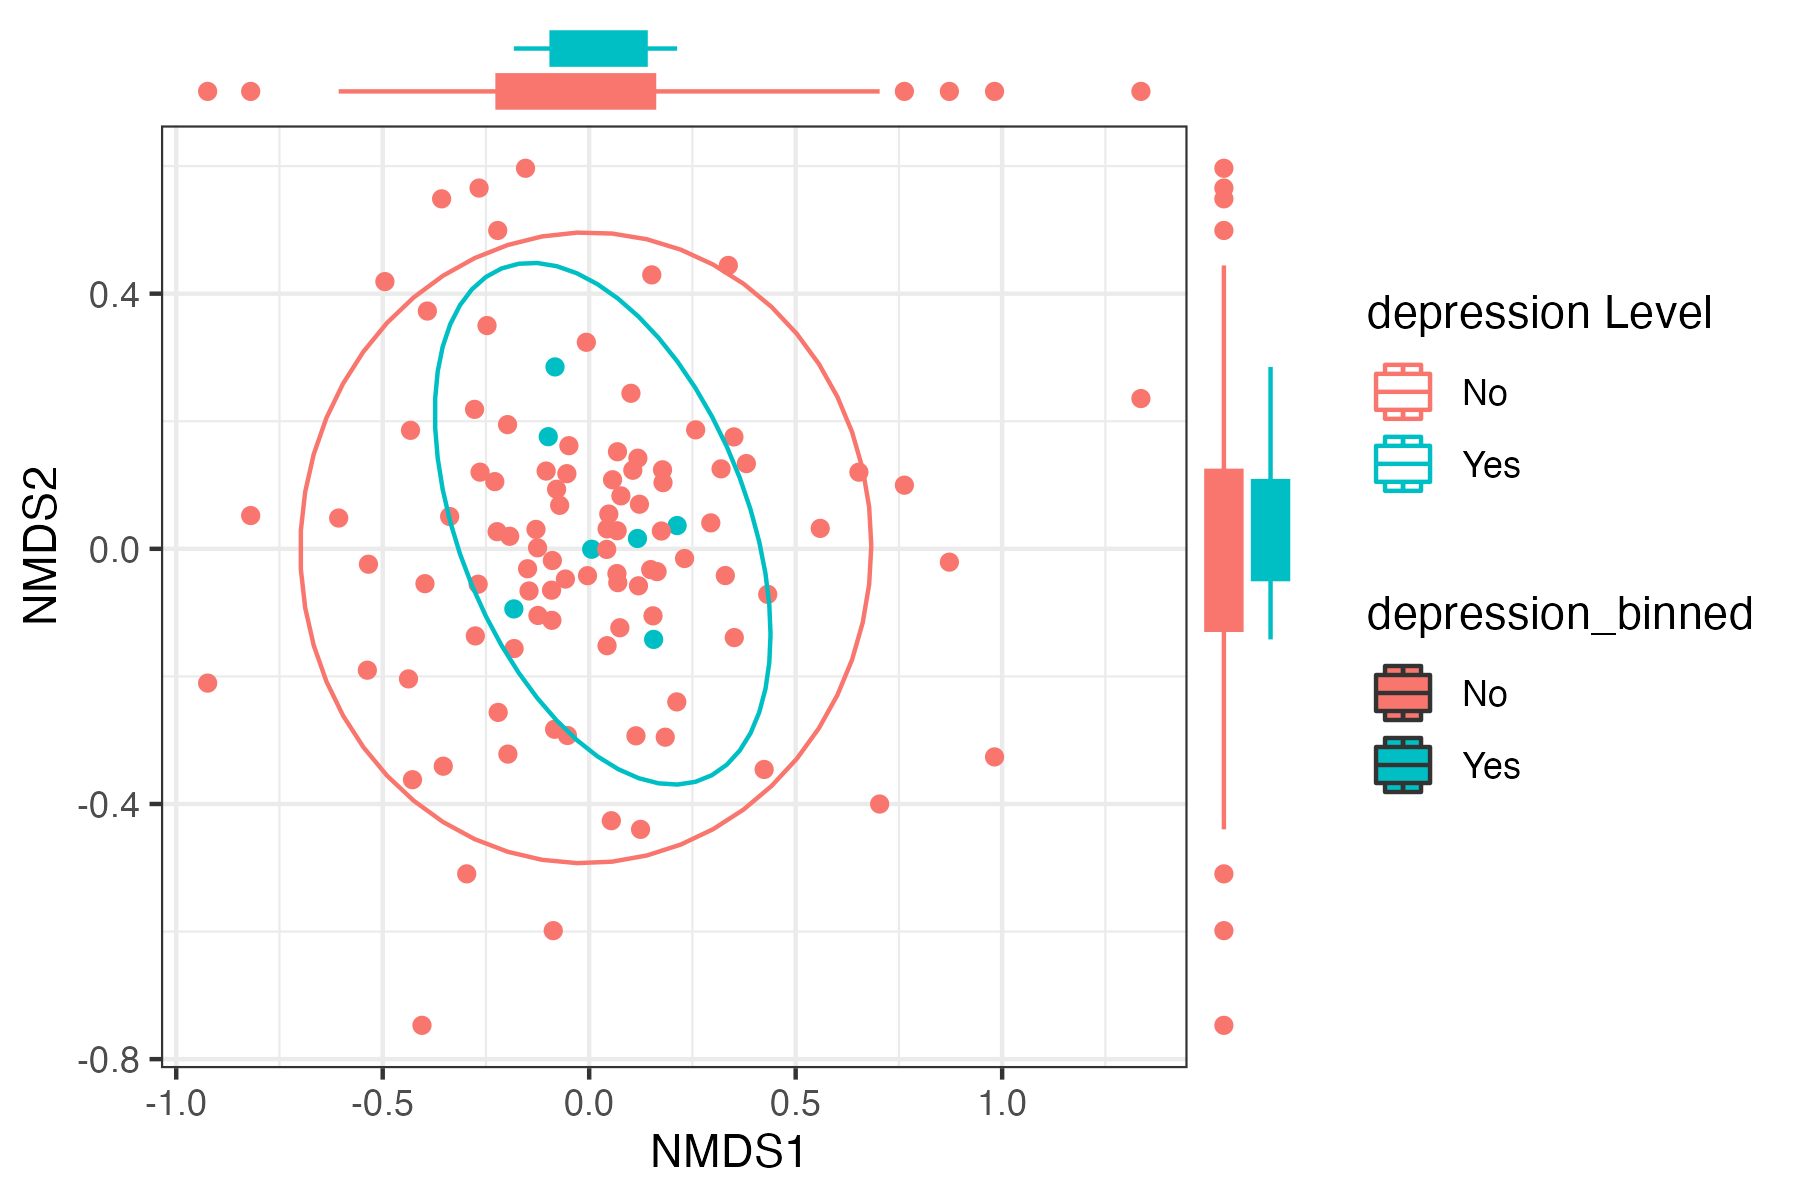 depression Level
No
Yes
depression_binned
No
Yes
NMDS2
0.4
0.0
-0.4
-0.8
-1.0 -0.5 0.0 0.5 1.0
NMDS1